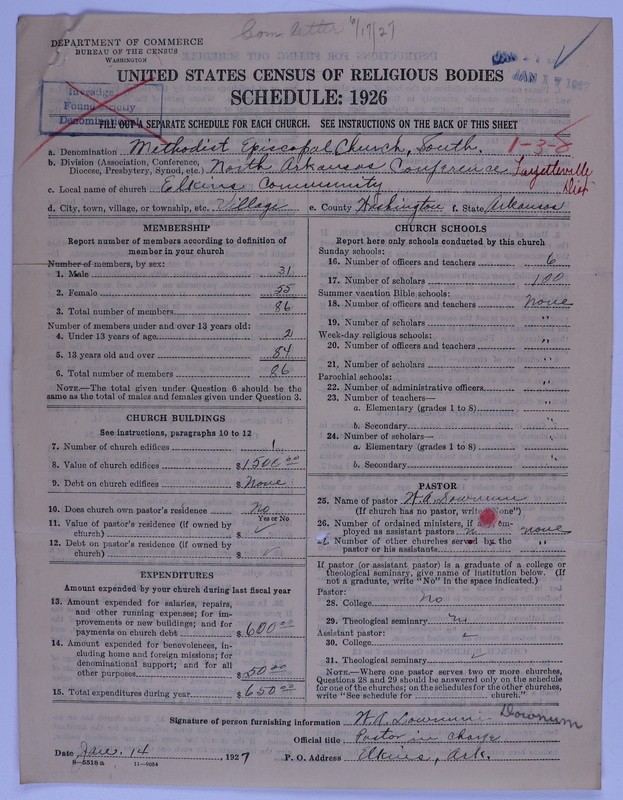 Com letter 6/17/27
DEPARTMENT OF COMMERCE
BUREAU OF THE CENSUS
WASHINGTON
UNITED STATES CENSUS OF RELIGIOUS BODIES
SCHEDULE: 1926
Investige
Found Strictly
Denomination
FILL OUT A SEPARATE SCHEDULE FOR EACH CHURCH. SEE INSTRUCTIONS ON THE BACK OF THIS SHEET
a. Denomination Methodist Episcopal Church, South. 1-3-8
b. Division (Association, Conference, Diocese, Presbytery, Synod, etc.) North Arkansas Conference Fayetteville Dist
c. Local name of church Elkins Community
d. City, town, village, or township, etc. Village e. County Washington f. State Arkansas
MEMBERSHIP
Report number of members according to definition of
member in your church
Number of members, by sex:
1. Male 31
2. Female 55
3. Total number of members 86
Number of members under and over 13 years old:
4. Under 13 years of age 2
5. 13 years old and over 84
6. Total number of members 86
NOTE.—The total given under Question 6 should be the
same as the total of males and females given under Question 3.
CHURCH BUILDINGS
See instructions, paragraphs 10 to 12
7. Number of church edifices 1
8. Value of church edifices $ 1500.00
9. Debt on church edifices $ None
10. Does church own pastor's residence No
Yes or No
11. Value of pastor's residence (if owned by
church) $
12. Debt on pastor's residence (if owned by
church) $
EXPENDITURES
Amount expended by your church during last fiscal year
13. Amount expended for salaries, repairs,
and other running expenses; for im-
provements or new buildings; and for
payments on church debt $ 600.00
14. Amount expended for benevolences, in-
cluding home and foreign missions; for
denominational support; and for all
other purposes $ 50.00
15. Total expenditures during year $ 650.00
CHURCH SCHOOLS
Report here only schools conducted by this church
Sunday schools:
16. Number of officers and teachers 6
17. Number of scholars 100
Summer vacation Bible schools:
18. Number of officers and teachers None
19. Number of scholars "
Week-day religious schools:
20. Number of officers and teachers "
21. Number of scholars "
Parochial schools:
22. Number of administrative officers "
23. Number of teachers—
a. Elementary (grades 1 to 8) "
b. Secondary "
24. Number of scholars—
a. Elementary (grades 1 to 8) "
b. Secondary "
PASTOR
25. Name of pastor W. A. Downum
(If church has no pastor, write "None")
26. Number of ordained ministers, if any, em-
ployed as assistant pastors none
Number of other churches served by the "
pastor or his assistants
If pastor (or assistant pastor) is a graduate of a college or
theological seminary, give name of institution below. (If
not a graduate, write "No" in the space indicated.)
Pastor:
28. College No
29. Theological seminary
Assistant pastor:
30. College
31. Theological seminary
NOTE.—Where one pastor serves two or more churches,
Questions 28 and 29 should be answered only on the schedule
for one of the churches; on the schedules for the other churches,
write "See schedule for church."
Signature of person furnishing information W. A. Downum Downum
Official title Pastor in charge
Date Jan. 14 1927 P. O. Address Elkins, Ark.
8—5518a 11—9054